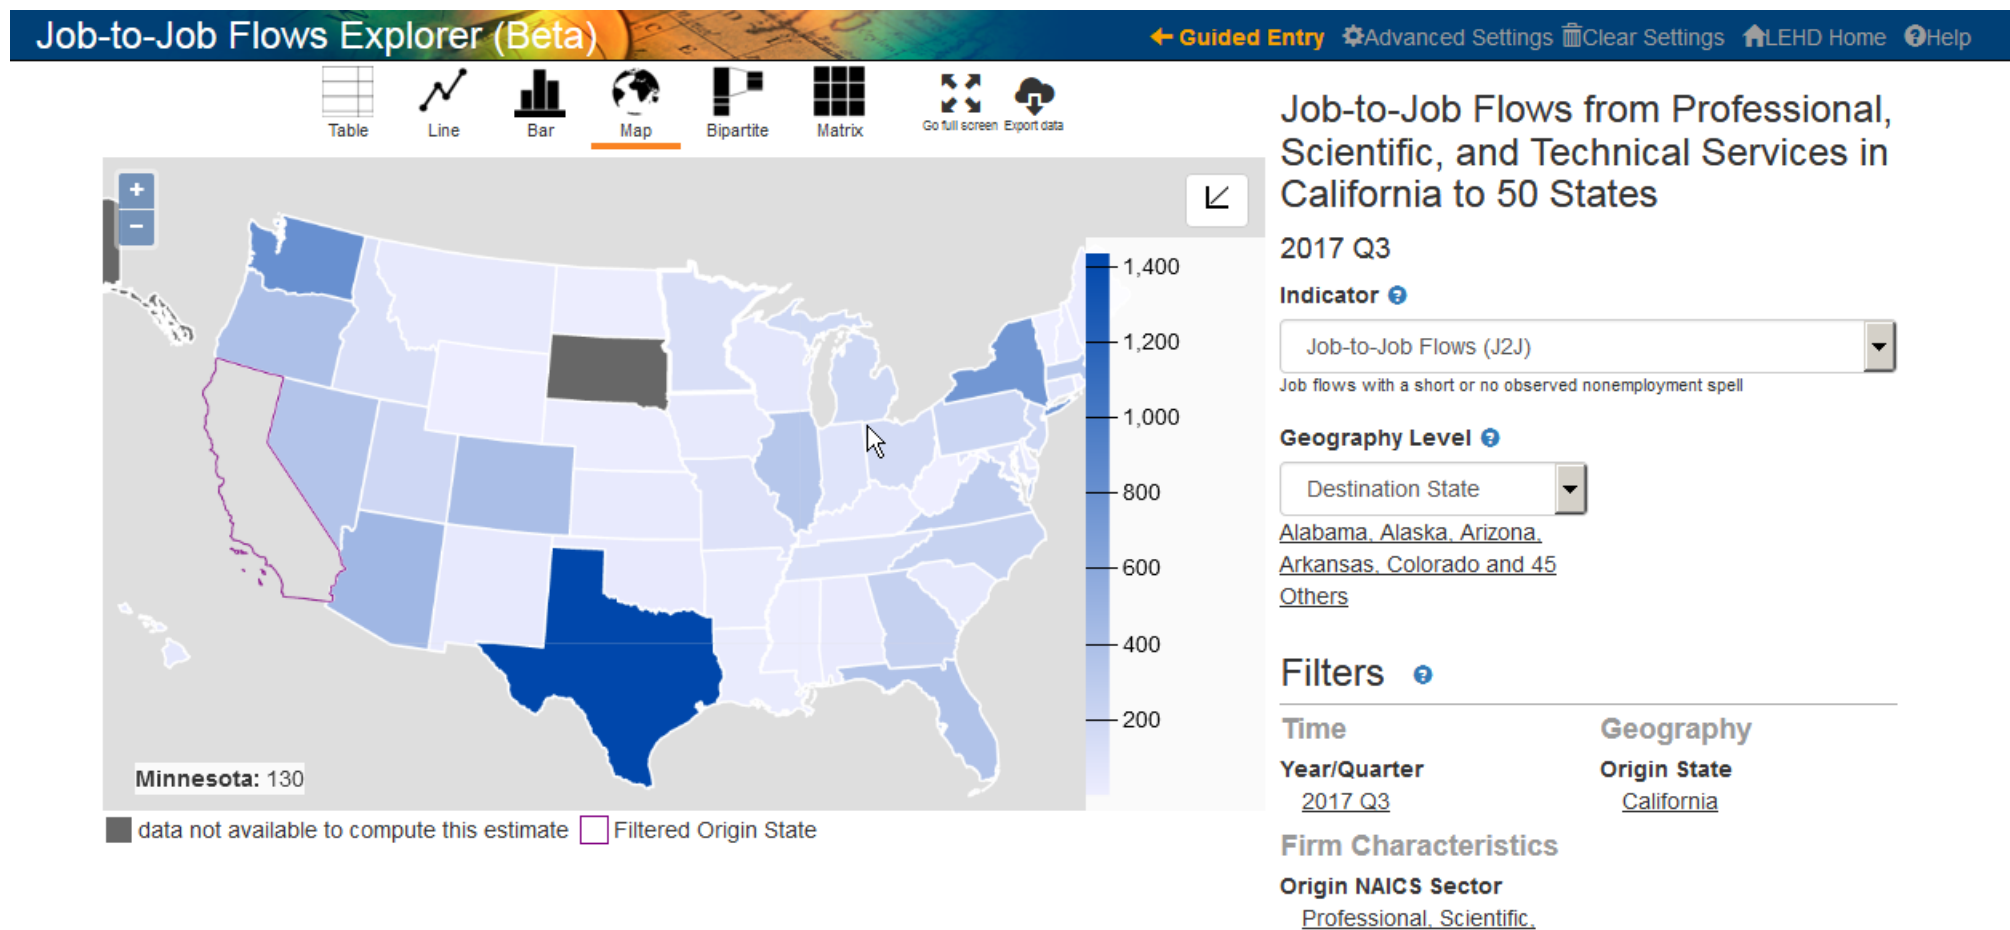 Job-to-Job Flows Explorer (Beta)
Guided Entry Advanced Settings Clear Settings LEHD Home Help
Table Line Bar Map Bipartite Matrix Go full screen Export data
1,400
1,200
1,000
800
600
400
200
Minnesota: 130
data not available to compute this estimate Filtered Origin State
Job-to-Job Flows from Professional,
Scientific, and Technical Services in
California to 50 States
2017 Q3
Indicator
Job-to-Job Flows (J2J)
Job flows with a short or no observed nonemployment spell
Geography Level
Destination State
Alabama, Alaska, Arizona,
Arkansas, Colorado and 45
Others
Filters
Time Geography
Year/Quarter Origin State
2017 Q3 California
Firm Characteristics
Origin NAICS Sector
Professional, Scientific,